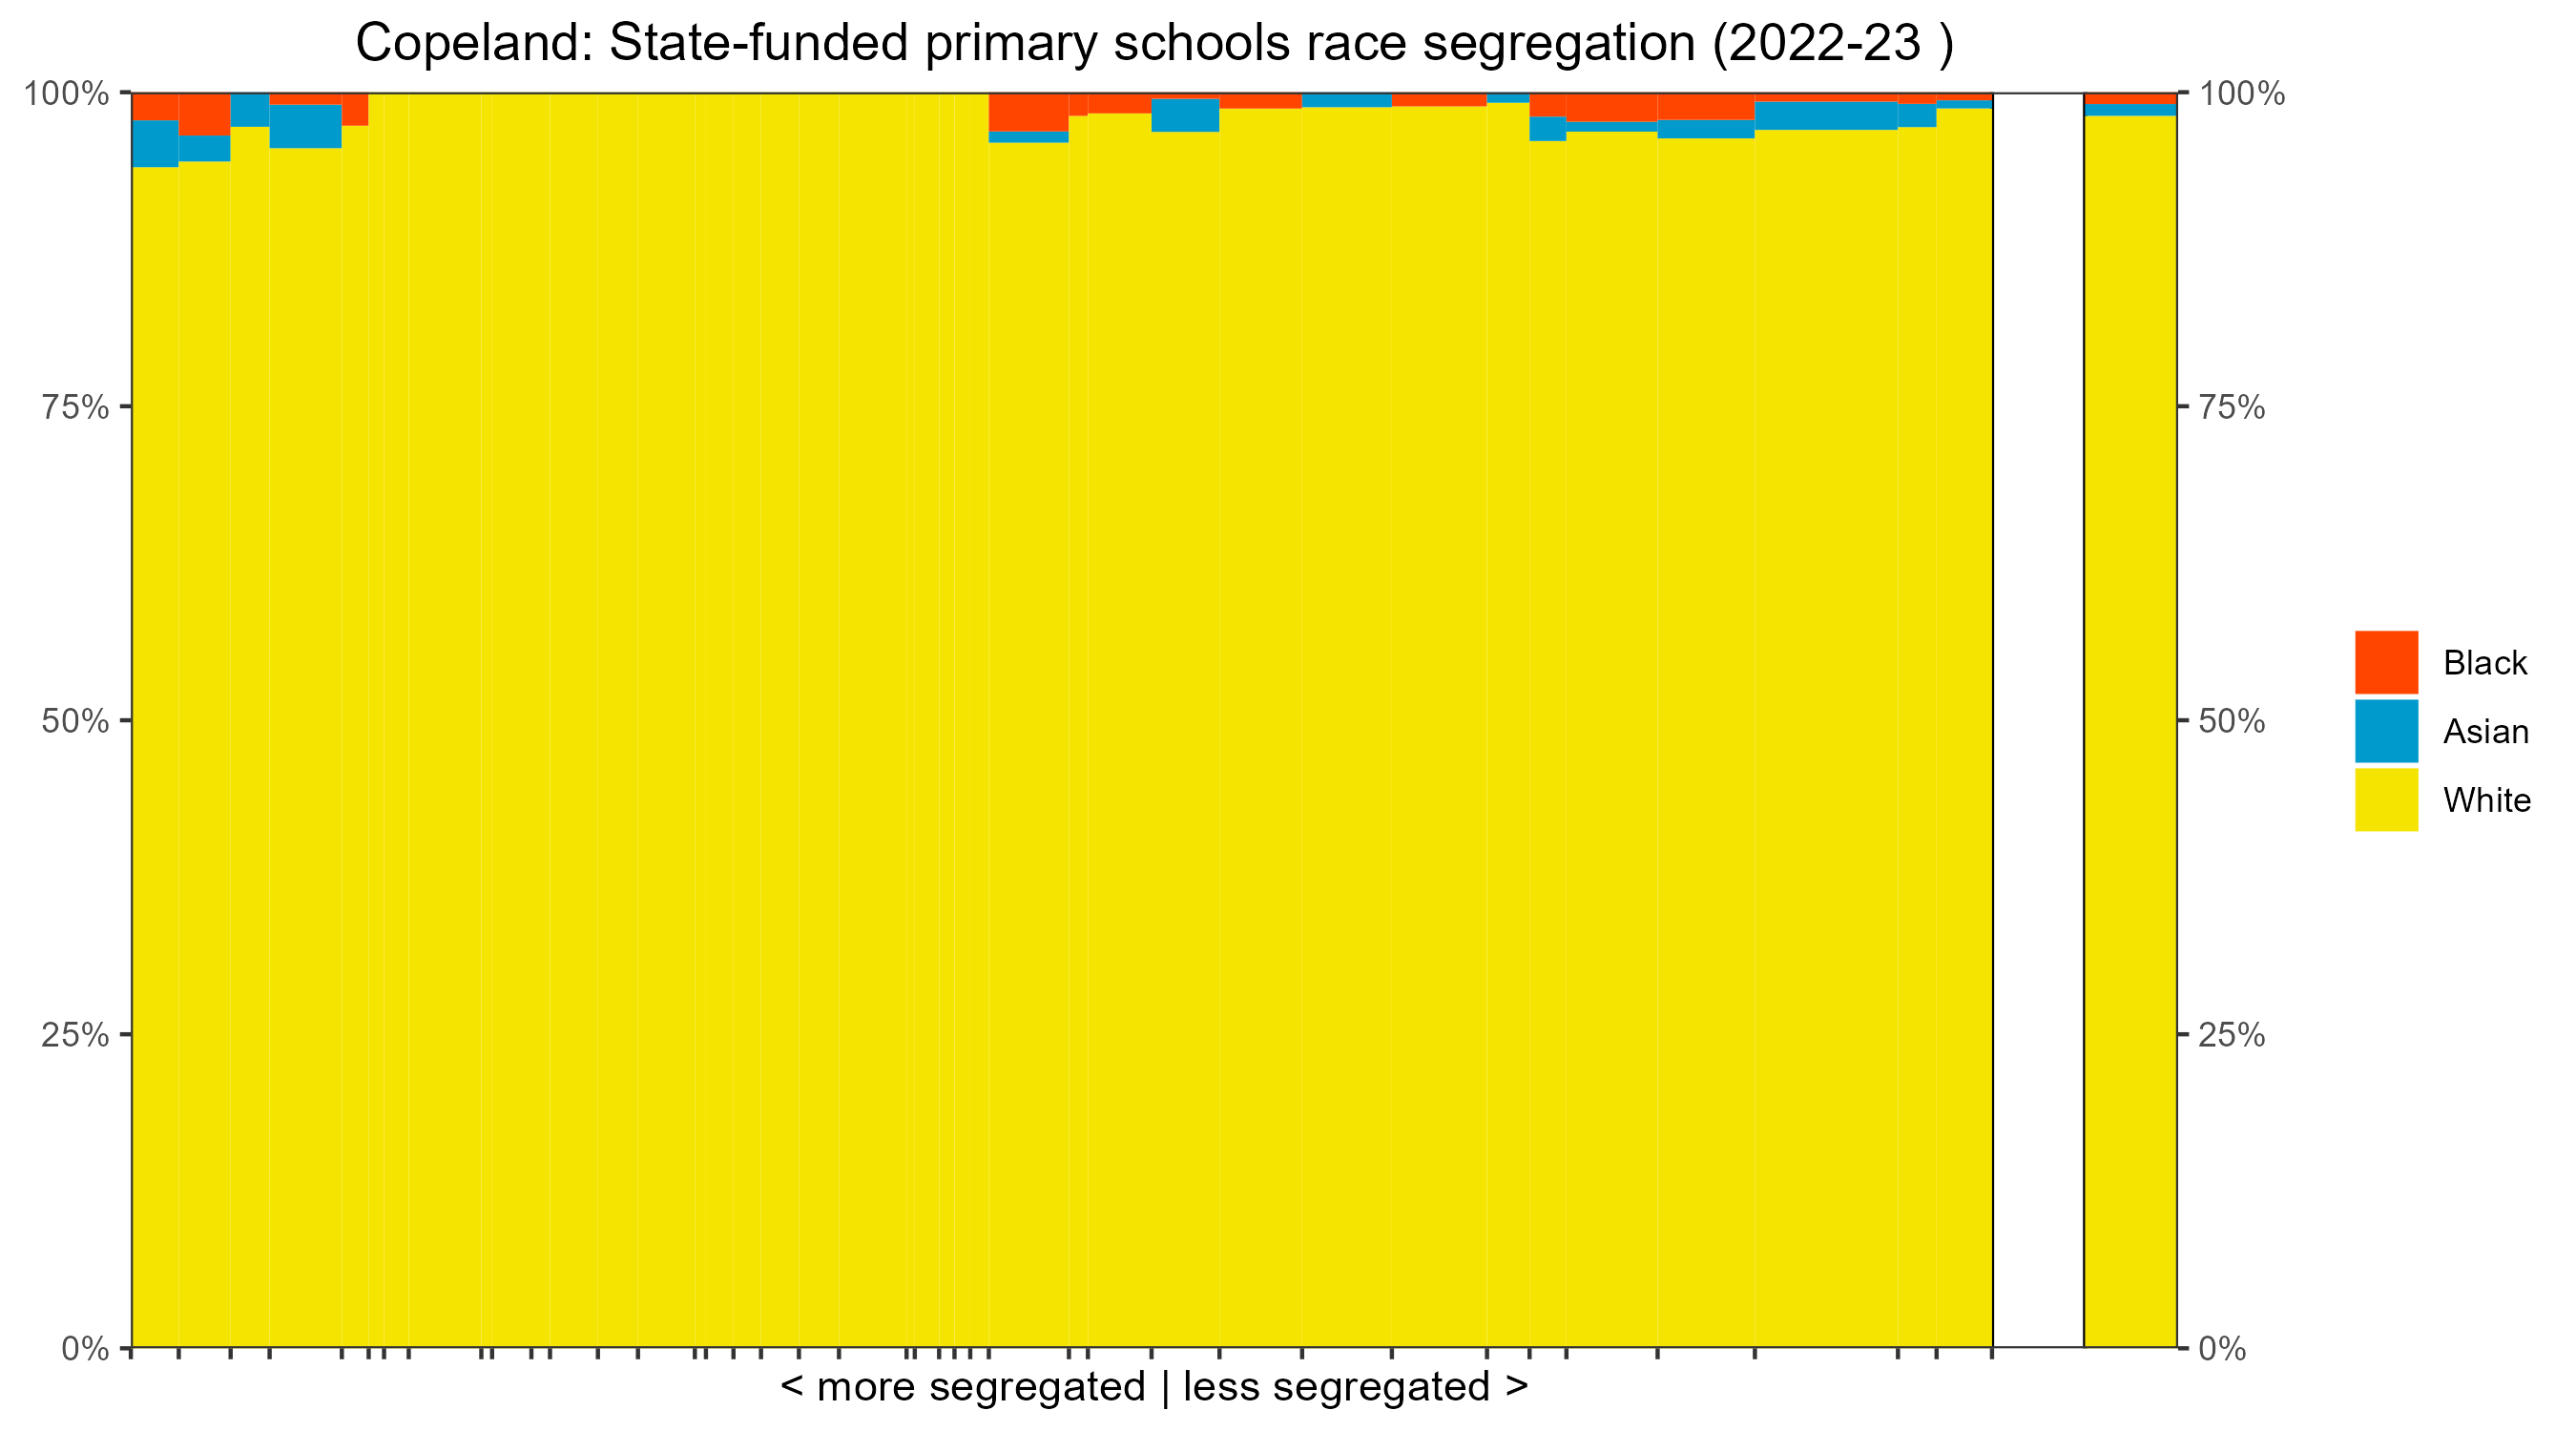 Copeland: State-funded primary schools race segregation (2022-23 )
100%
75%
50%
25%
0%
100%
75%
50%
25%
0%
Black
Asian
White
< more segregated | less segregated >